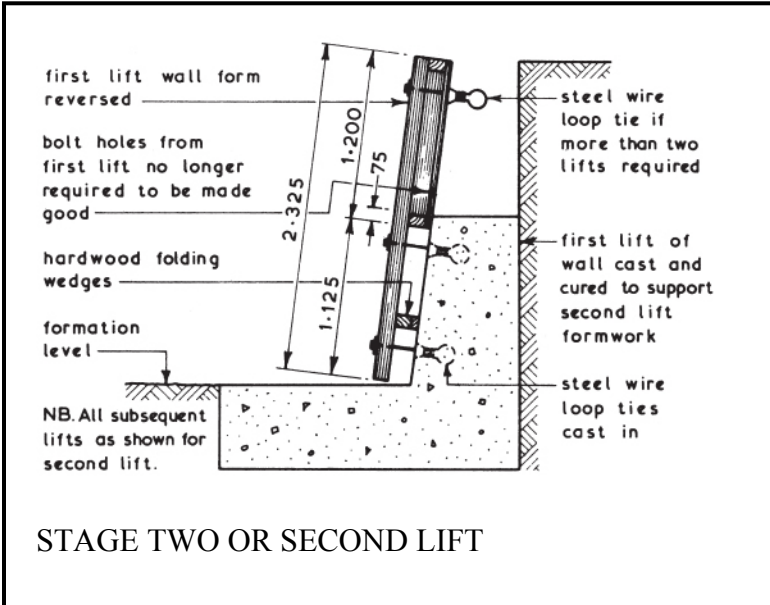 first lift wall form
reversed
bolt holes from
first lift no longer
required to be made
good
hardwood folding
wedges
formation
level
NB. All subsequent
lifts as shown for
second lift.
2·325
1·200
75
1·125
steel wire
loop tie if
more than two
lifts required
first lift of
wall cast and
cured to support
second lift
formwork
steel wire
loop ties
cast in
STAGE TWO OR SECOND LIFT